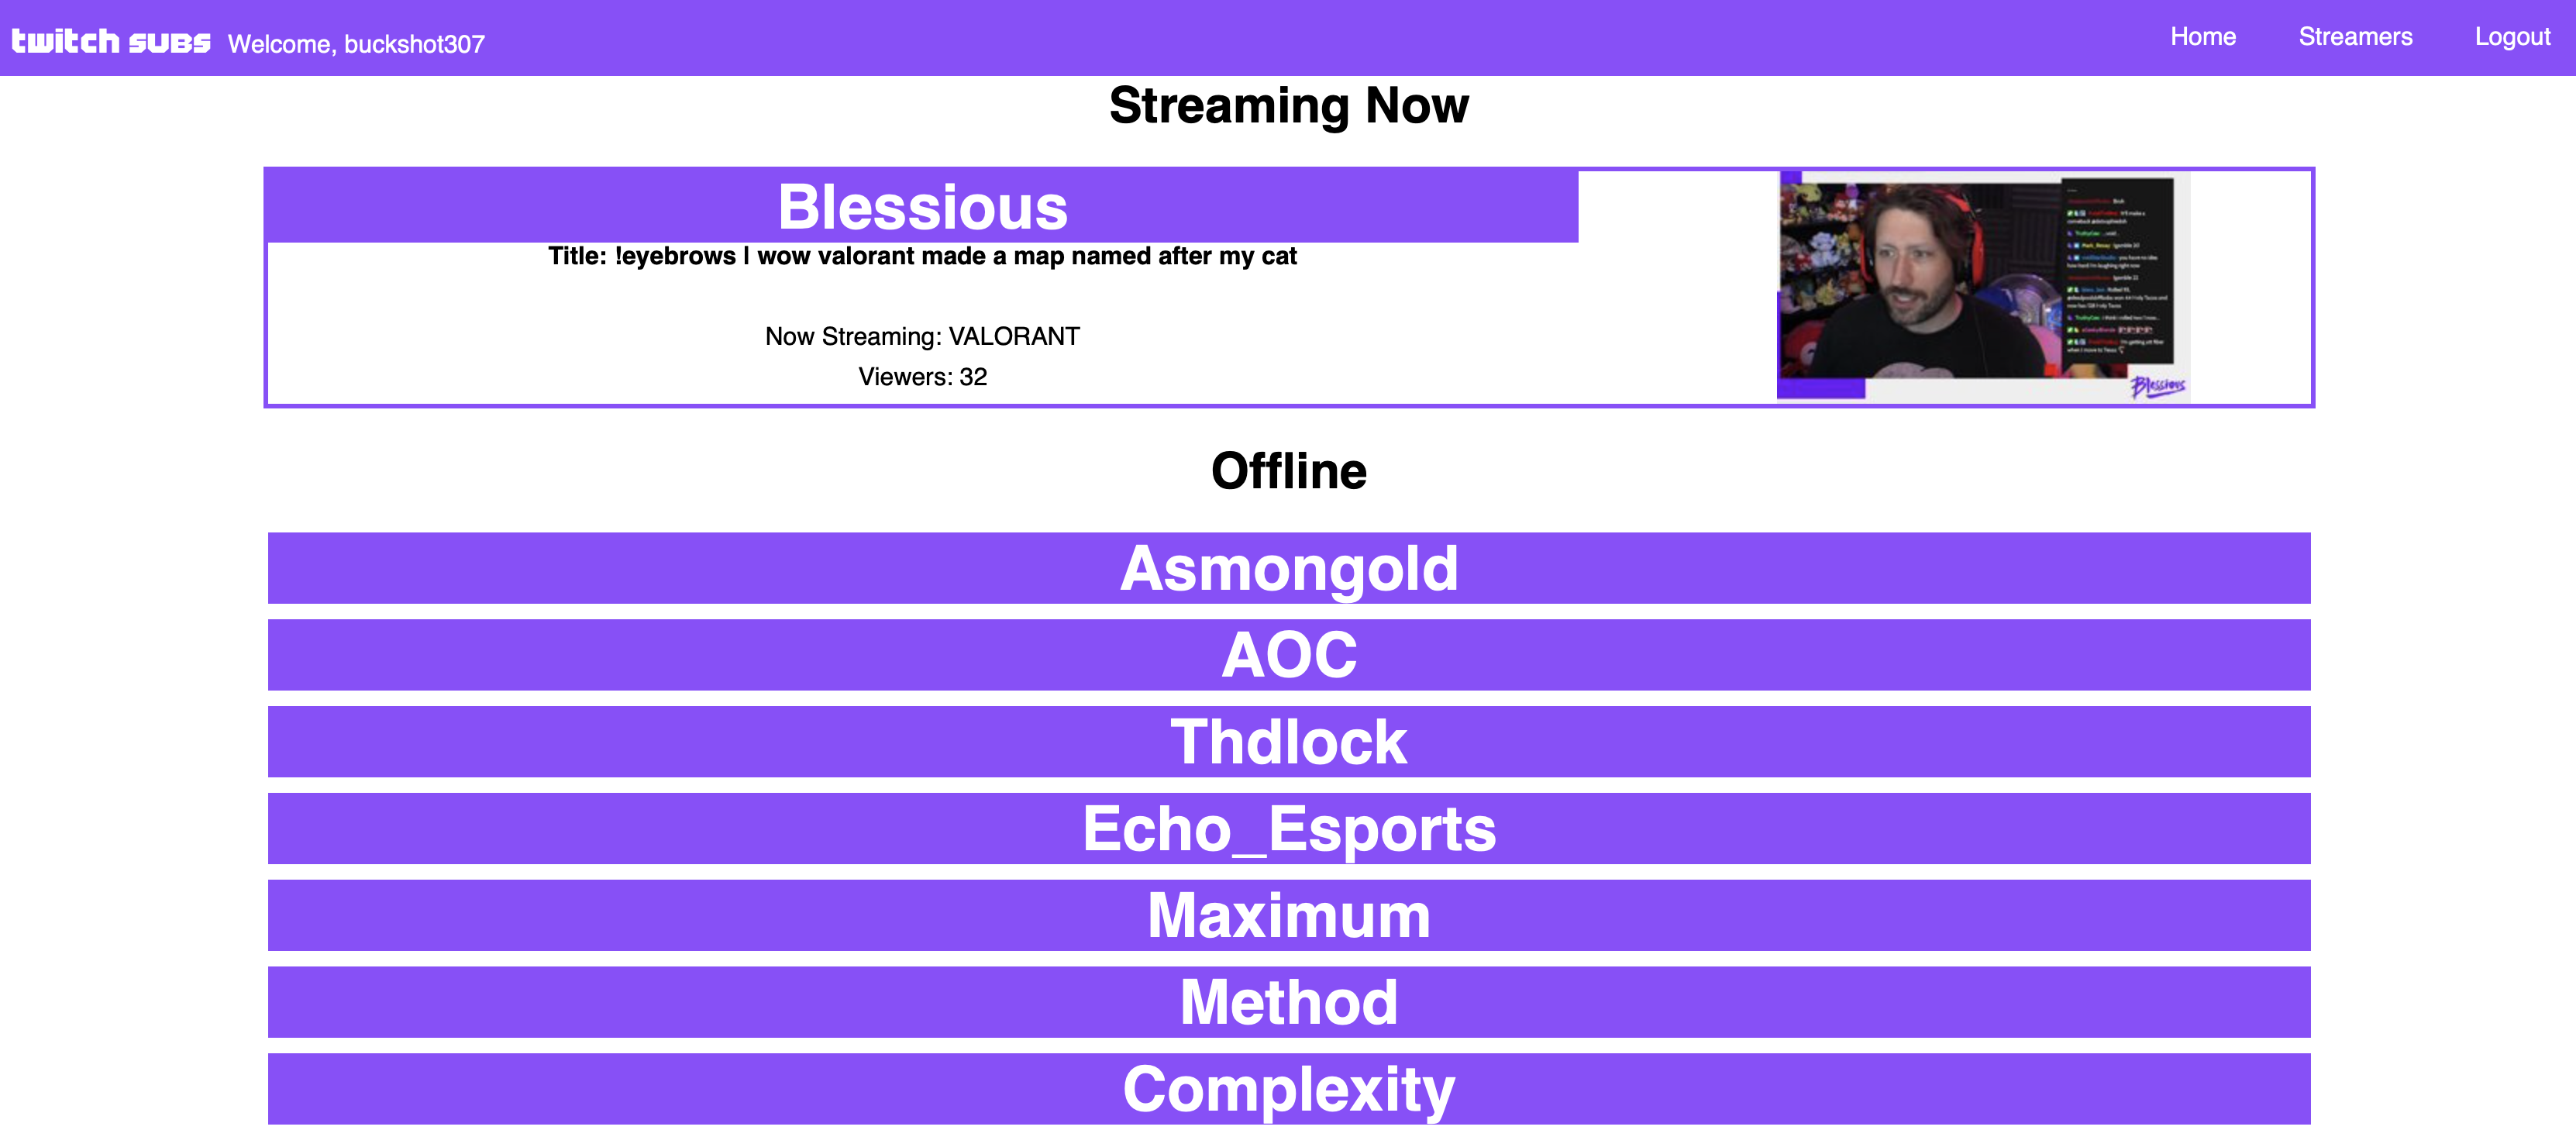 twitch subs Welcome, buckshot307 Home Streamers Logout
Streaming Now
Blessious
Title: !eyebrows | wow valorant made a map named after my cat
Now Streaming: VALORANT
Viewers: 32
Blessious
Offline
Asmongold
AOC
Thdlock
Echo_Esports
Maximum
Method
Complexity